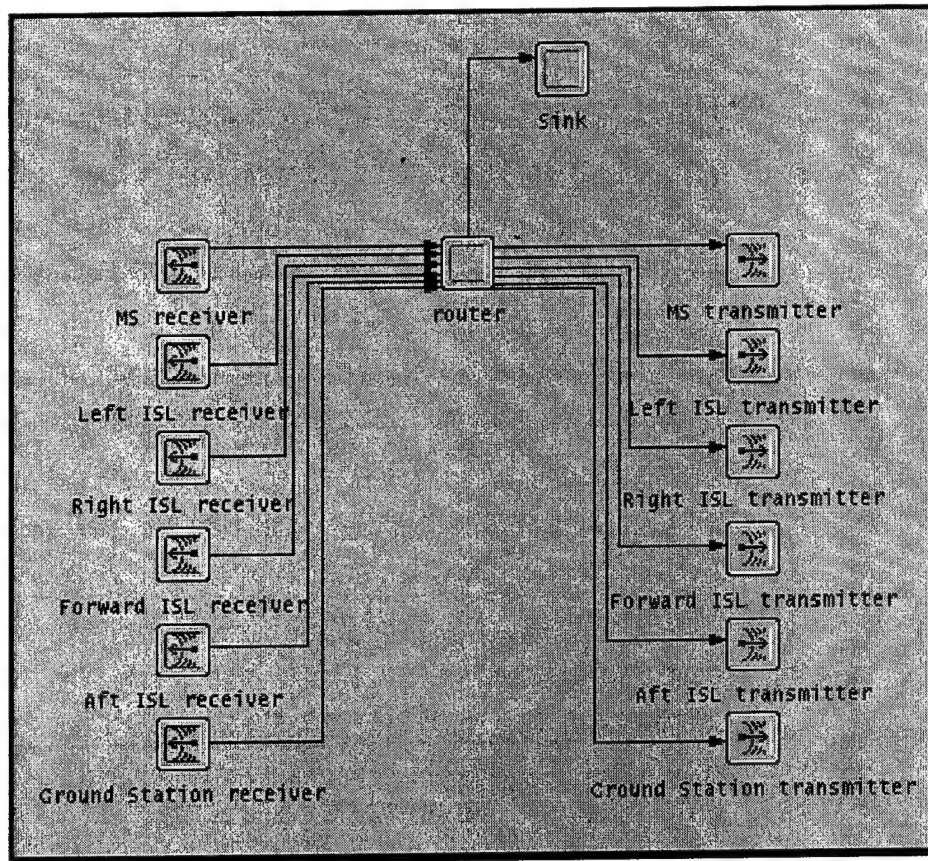 Sink
router
MS receiver
Left ISL receiver
Right ISL receiver
Forward ISL receiver
Aft ISL receiver
Ground Station receiver
MS transmitter
Left ISL transmitter
Right ISL transmitter
Forward ISL transmitter
Aft ISL transmitter
Ground Station transmitter